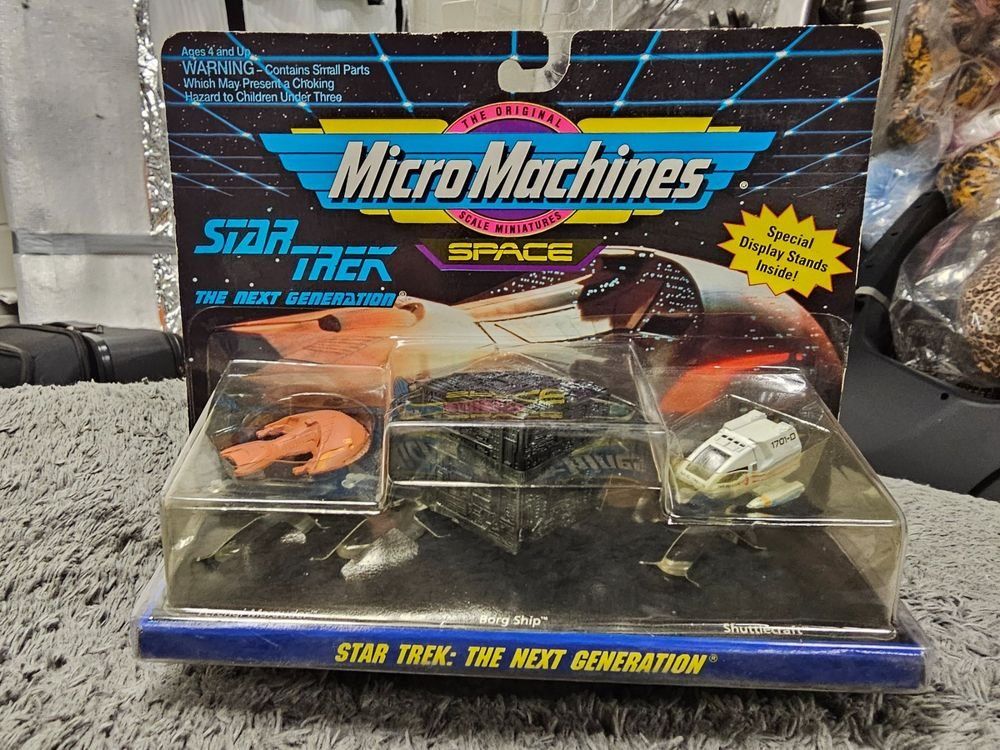 Ages 4 and Up
WARNING – Contains Small Parts
Which May Present a Choking
Hazard to Children Under Three
THE ORIGINAL
Micro Machines®
SCALE MINIATURES
SPACE
STAR TREK
THE NEXT GENERATION®
Special
Display Stands
Inside!
1701-D
Borg Ship™
Shuttlecraft
STAR TREK: THE NEXT GENERATION®